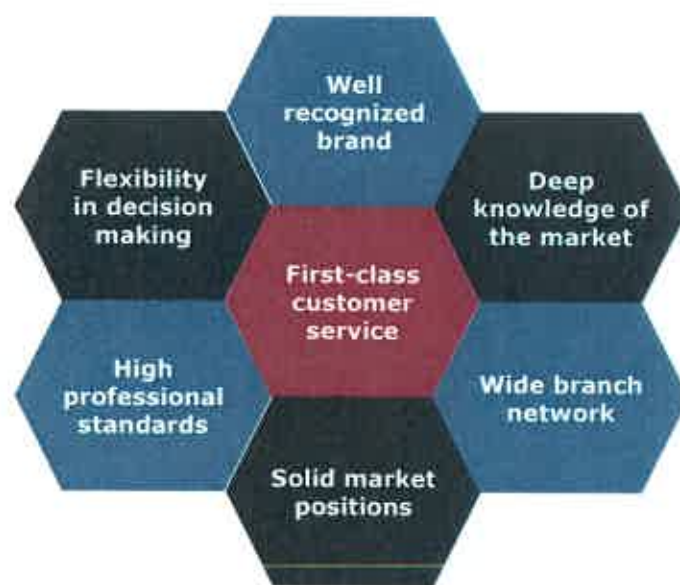 Well
recognized
brand
Flexibility
in decision
making
Deep
knowledge of
the market
First-class
customer
service
High
professional
standards
Wide branch
network
Solid market
positions